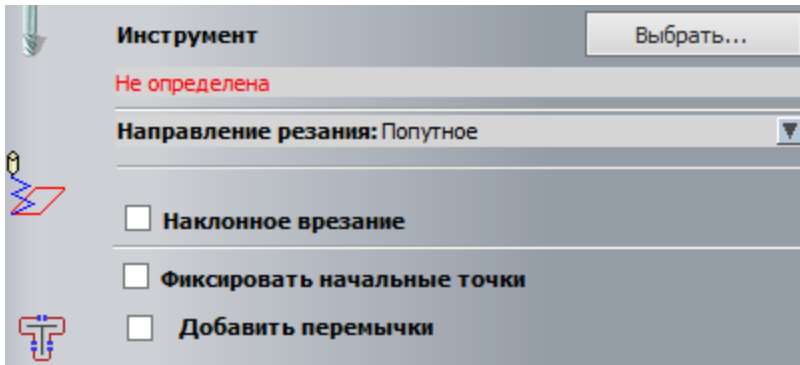 Инструмент
Выбрать...
Не определена
Направление резания: Попутное
Наклонное врезание
Фиксировать начальные точки
Добавить перемычки